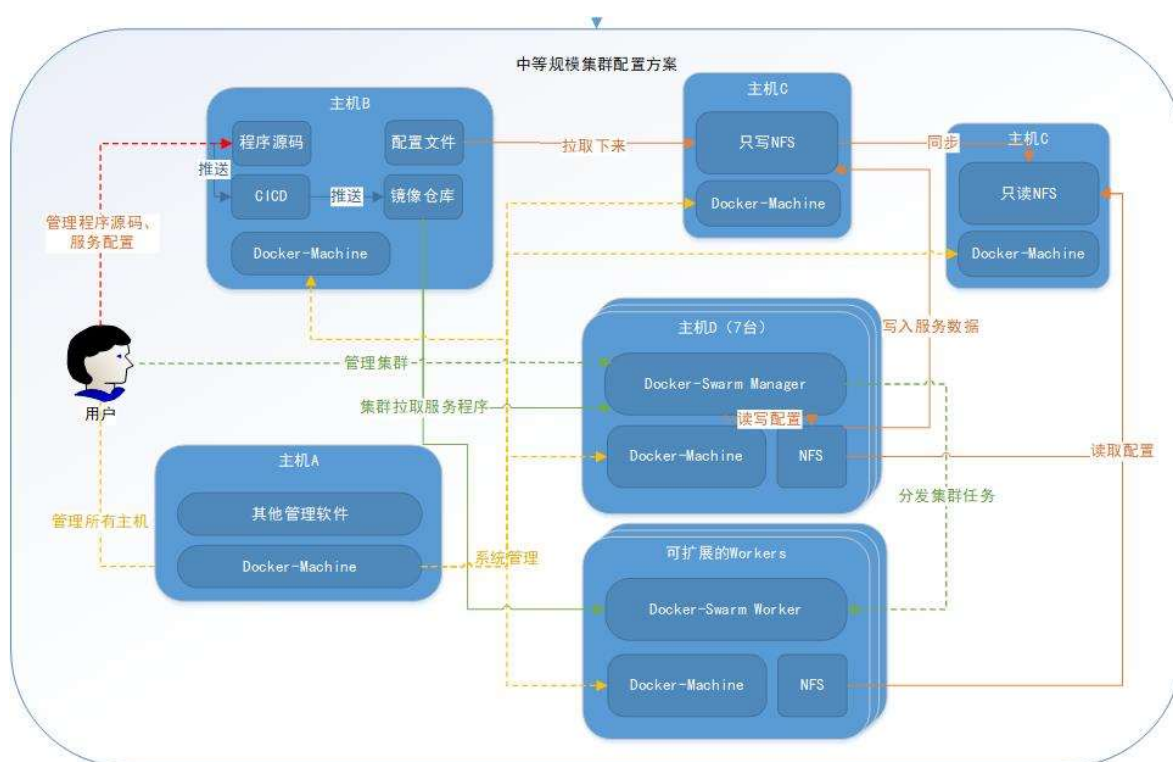 中等规模集群配置方案
主机B
程序源码
配置文件
推送
CICD
推送
镜像仓库
Docker-Machine
拉取下来
主机C
只写NFS
Docker-Machine
同步
主机C
只读NFS
Docker-Machine
管理程序源码、
服务配置
用户
管理集群
集群拉取服务程序
主机D（7台）
Docker-Swarm Manager
读写配置
Docker-Machine
NFS
写入服务数据
读取配置
分发集群任务
主机A
其他管理软件
Docker-Machine
管理所有主机
系统管理
可扩展的Workers
Docker-Swarm Worker
Docker-Machine
NFS